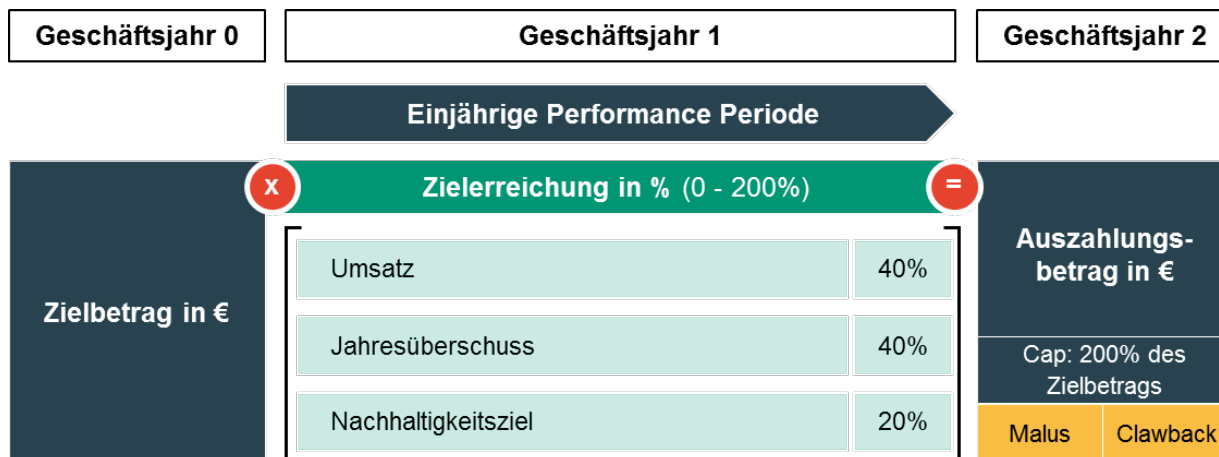 Geschäftsjahr 0
Geschäftsjahr 1
Geschäftsjahr 2
Einjährige Performance Periode
Zielbetrag in €
x
Zielerreichung in % (0 - 200%)
=
Umsatz 40%
Jahresüberschuss 40%
Nachhaltigkeitsziel 20%
Auszahlungs-
betrag in €
Cap: 200% des
Zielbetrags
Malus
Clawback